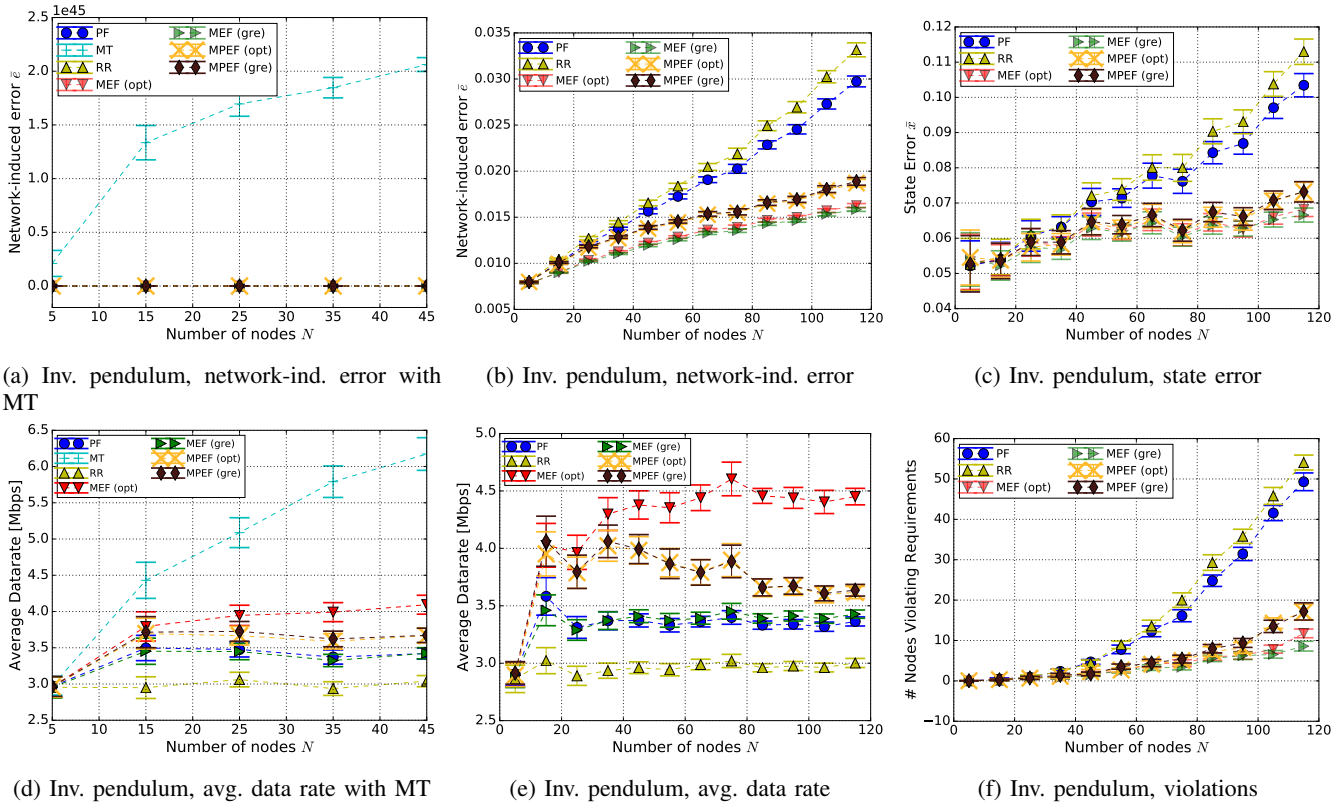 2.5 1e45
2.0
1.5
1.0
0.5
0.0
5 10 15 20 25 30 35 40 45
Number of nodes N
Network-induced error ē
PF
MT
RR
MEF (opt)
MEF (gre)
MPEF (opt)
MPEF (gre)
(a) Inv. pendulum, network-ind. error with
MT
0.035
0.030
0.025
0.020
0.015
0.010
0.005
0 20 40 60 80 100 120
Number of nodes N
Network-induced error ē
PF
RR
MEF (opt)
MEF (gre)
MPEF (opt)
MPEF (gre)
(b) Inv. pendulum, network-ind. error
0.12
0.11
0.10
0.09
0.08
0.07
0.06
0.05
0.04
0 20 40 60 80 100 120
Number of nodes N
State Error x̄
PF
RR
MEF (opt)
MEF (gre)
MPEF (opt)
MPEF (gre)
(c) Inv. pendulum, state error
6.5
6.0
5.5
5.0
4.5
4.0
3.5
3.0
2.5
5 10 15 20 25 30 35 40 45
Number of nodes N
Average Datarate [Mbps]
PF
MT
RR
MEF (opt)
MEF (gre)
MPEF (opt)
MPEF (gre)
(d) Inv. pendulum, avg. data rate with MT
5.0
4.5
4.0
3.5
3.0
2.5
0 20 40 60 80 100 120
Number of nodes N
Average Datarate [Mbps]
PF
RR
MEF (opt)
MEF (gre)
MPEF (opt)
MPEF (gre)
(e) Inv. pendulum, avg. data rate
60
50
40
30
20
10
0
−10
0 20 40 60 80 100 120
Number of nodes N
# Nodes Violating Requirements
PF
RR
MEF (opt)
MEF (gre)
MPEF (opt)
MPEF (gre)
(f) Inv. pendulum, violations